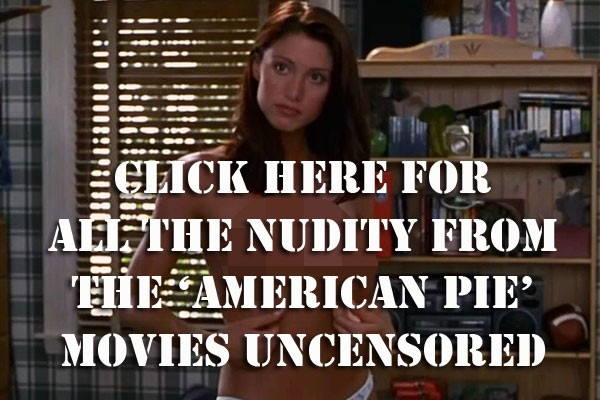 CLICK HERE FOR
ALL THE NUDITY FROM
THE ‘AMERICAN PIE’
MOVIES UNCENSORED